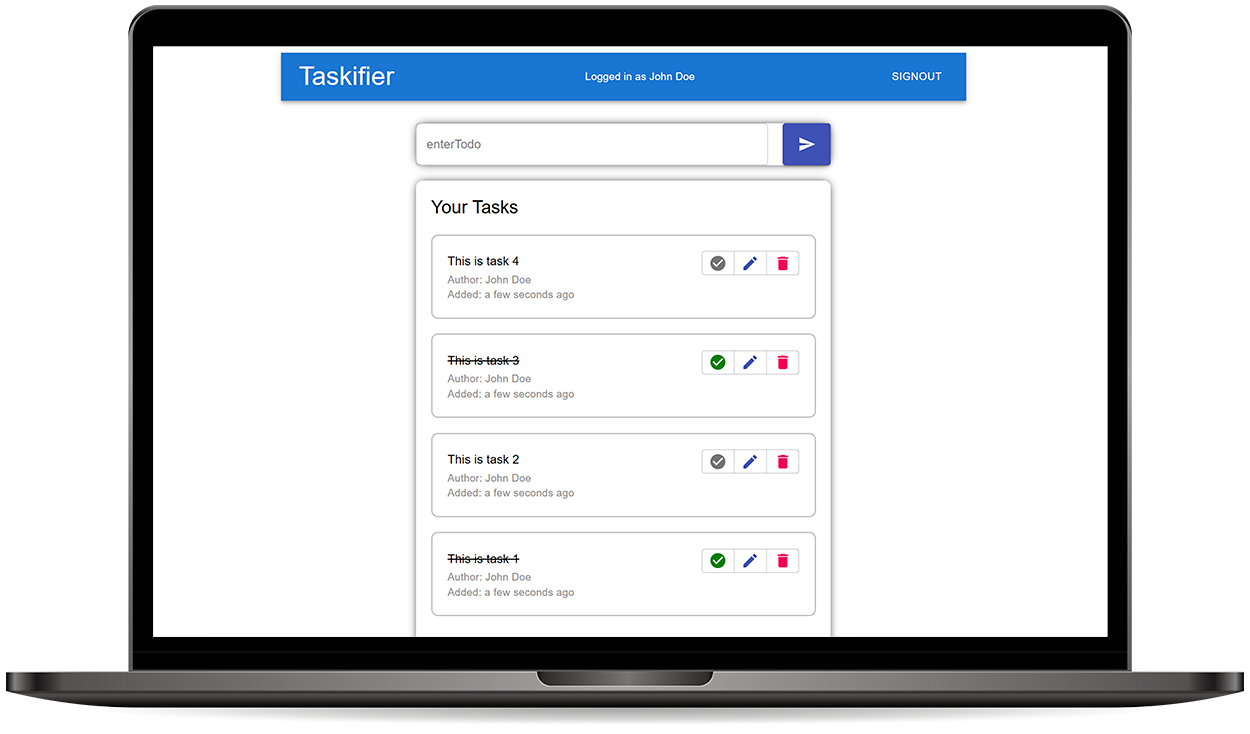 Taskifier
Logged in as John Doe
SIGNOUT
enterTodo
Your Tasks
This is task 4
Author: John Doe
Added: a few seconds ago
This is task 3
Author: John Doe
Added: a few seconds ago
This is task 2
Author: John Doe
Added: a few seconds ago
This is task 1
Author: John Doe
Added: a few seconds ago